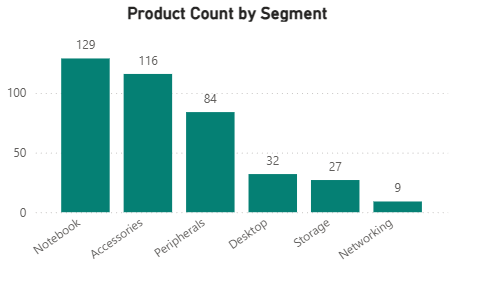 Product Count by Segment
129
116
84
32
27
9
100
50
0
Notebook
Accessories
Peripherals
Desktop
Storage
Networking